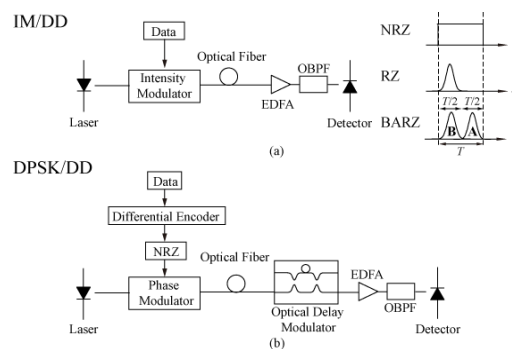 IM/DD
Data
Optical Fiber
OBPF
Intensity
Modulator
EDFA
Laser
Detector
(a)
NRZ
RZ
T/2 T/2
BARZ
B A
T
DPSK/DD
Data
Differential Encoder
NRZ
Optical Fiber
EDFA
Phase
Modulator
Optical Delay
Modulator
OBPF
Laser
Detector
(b)